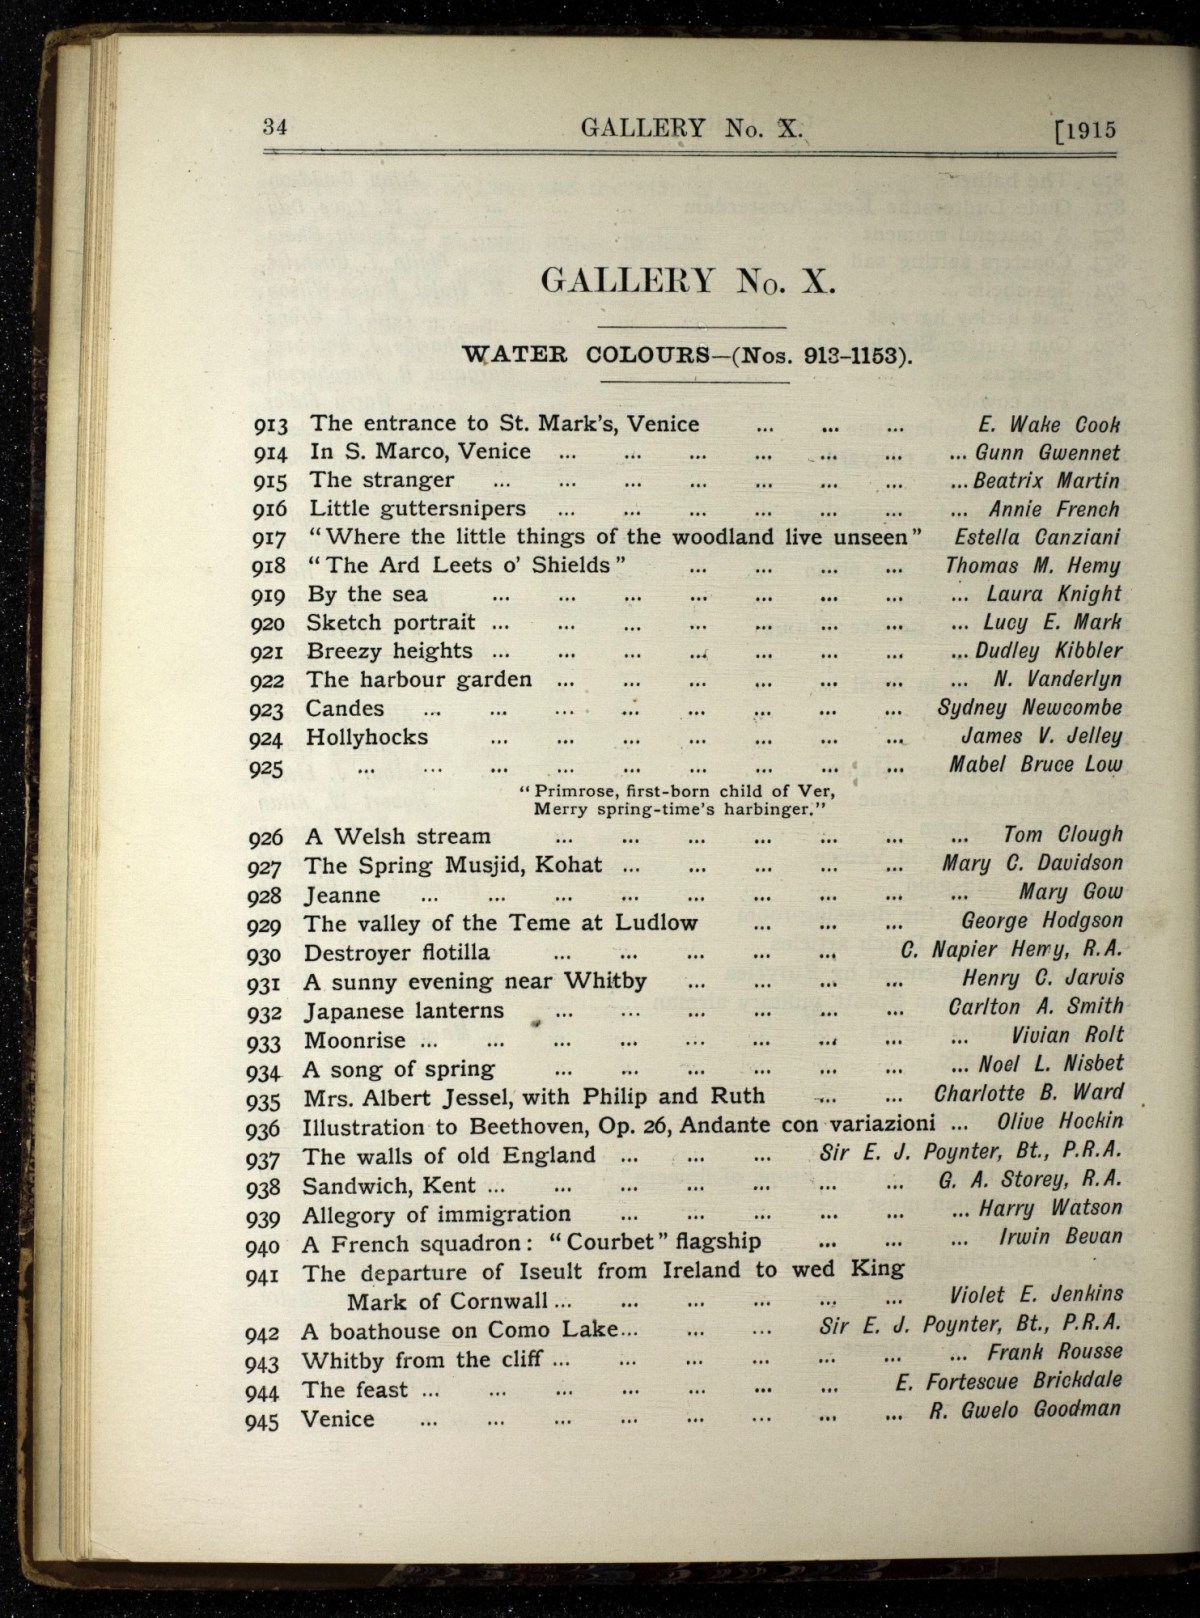 34 GALLERY No. X. [1915
GALLERY No. X.
WATER COLOURS—(Nos. 913–1153).
913 The entrance to St. Mark's, Venice ... ... ... E. Wake Cook
914 In S. Marco, Venice ... ... ... ... ... ... ... Gunn Gwennet
915 The stranger ... ... ... ... ... ... ... ... Beatrix Martin
916 Little guttersnipers ... ... ... ... ... ... ... Annie French
917 "Where the little things of the woodland live unseen" Estella Canziani
918 "The Ard Leets o' Shields" ... ... ... ... Thomas M. Hemy
919 By the sea ... ... ... ... ... ... ... ... Laura Knight
920 Sketch portrait ... ... ... ... ... ... ... ... Lucy E. Mark
921 Breezy heights ... ... ... ... ... ... ... ... Dudley Kibbler
922 The harbour garden ... ... ... ... ... ... ... N. Vanderlyn
923 Candes ... ... ... ... ... ... ... ... Sydney Newcombe
924 Hollyhocks ... ... ... ... ... ... ... James V. Jelley
925 ... ... ... ... ... ... ... ... ... Mabel Bruce Low
"Primrose, first-born child of Ver,
Merry spring-time's harbinger."
926 A Welsh stream ... ... ... ... ... ... ... Tom Clough
927 The Spring Musjid, Kohat ... ... ... ... ... Mary C. Davidson
928 Jeanne ... ... ... ... ... ... ... ... ... Mary Gow
929 The valley of the Teme at Ludlow ... ... ... George Hodgson
930 Destroyer flotilla ... ... ... ... ... C. Napier Hemy, R.A.
931 A sunny evening near Whitby ... ... ... ... Henry C. Jarvis
932 Japanese lanterns ... ... ... ... ... ... Carlton A. Smith
933 Moonrise ... ... ... ... ... ... ... ... ... Vivian Rolt
934 A song of spring ... ... ... ... ... ... ... Noel L. Nisbet
935 Mrs. Albert Jessel, with Philip and Ruth ... ... Charlotte B. Ward
936 Illustration to Beethoven, Op. 26, Andante con variazioni ... Olive Hockin
937 The walls of old England ... ... ... Sir E. J. Poynter, Bt., P.R.A.
938 Sandwich, Kent ... ... ... ... ... ... ... G. A. Storey, R.A.
939 Allegory of immigration ... ... ... ... ... ... Harry Watson
940 A French squadron: "Courbet" flagship ... ... ... Irwin Bevan
941 The departure of Iseult from Ireland to wed King
Mark of Cornwall ... ... ... ... ... ... Violet E. Jenkins
942 A boathouse on Como Lake ... ... ... Sir E. J. Poynter, Bt., P.R.A.
943 Whitby from the cliff ... ... ... ... ... ... ... Frank Rousse
944 The feast ... ... ... ... ... ... ... E. Fortescue Brickdale
945 Venice ... ... ... ... ... ... ... ... R. Gwelo Goodman